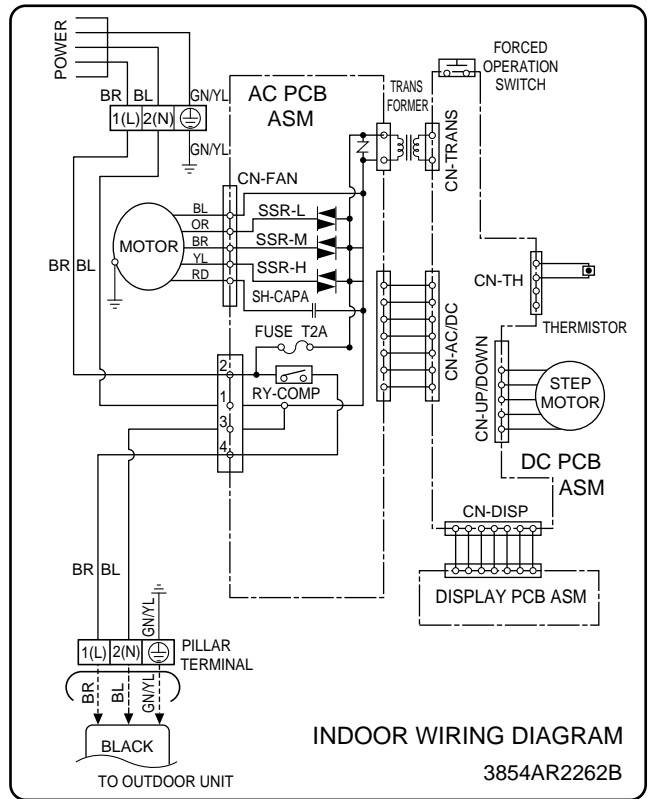 POWER
BR BL GN/YL
1(L) 2(N)
GN/YL
AC PCB
ASM
TRANS
FORMER
FORCED
OPERATION
SWITCH
CN-TRANS
CN-FAN
BL
OR
BR
YL
RD
MOTOR
SSR-L
SSR-M
SSR-H
SH-CAPA
FUSE T2A
RY-COMP
BR BL
2
1
3
4
CN-AC/DC
CN-TH
THERMISTOR
CN-UP/DOWN
STEP
MOTOR
DC PCB
ASM
CN-DISP
DISPLAY PCB ASM
BR BL
GN/YL
1(L) 2(N)
PILLAR
TERMINAL
BR
BL
GN/YL
BLACK
TO OUTDOOR UNIT
INDOOR WIRING DIAGRAM
3854AR2262B